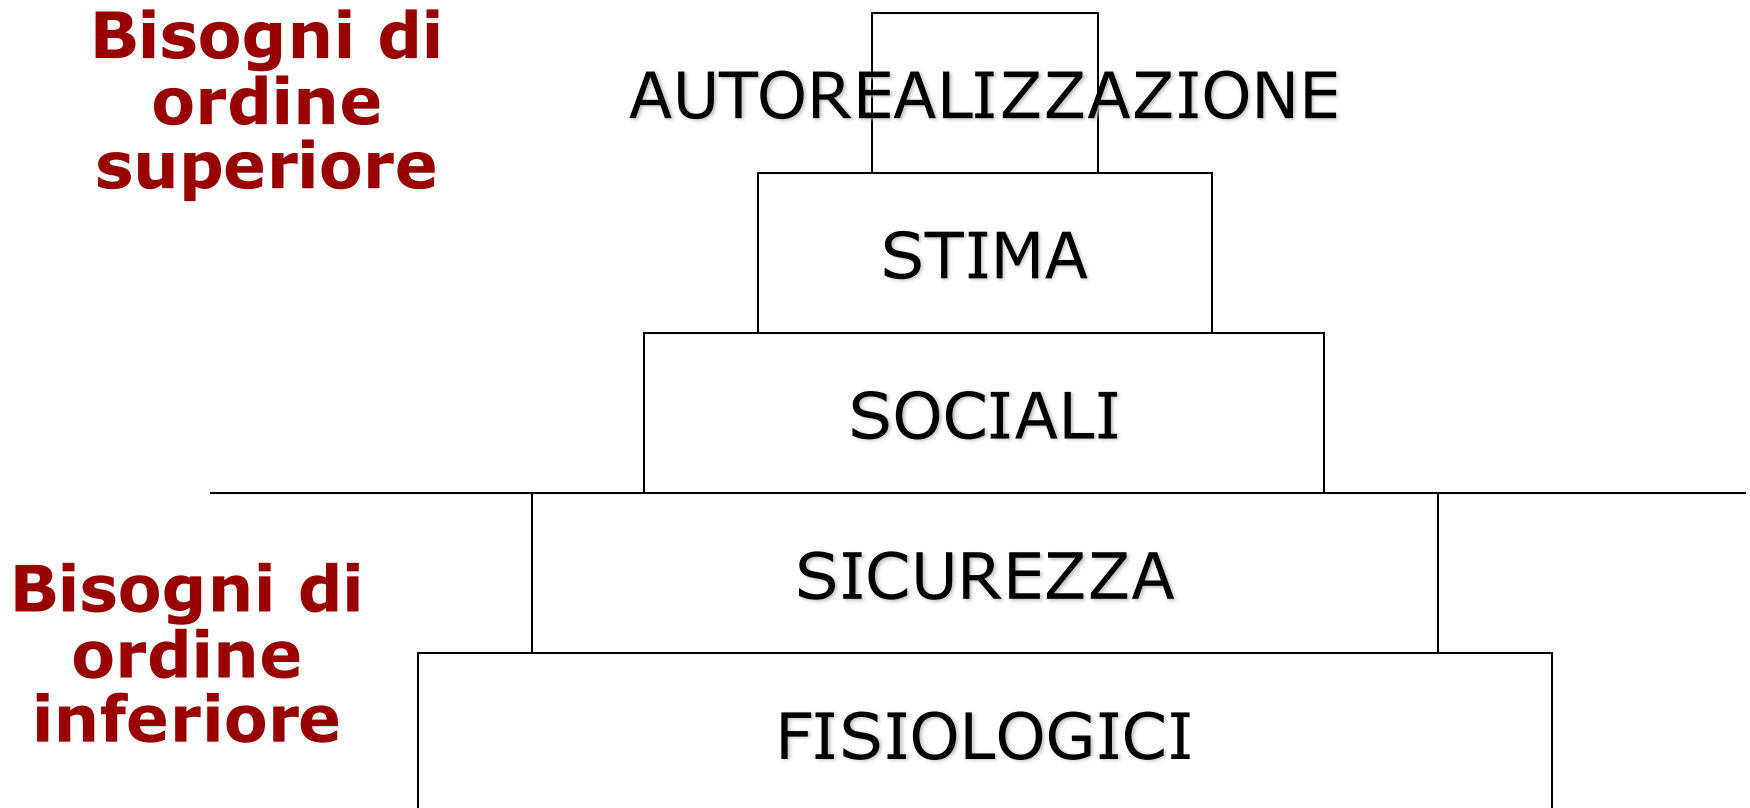 Bisogni di
ordine
superiore
AUTOREALIZZAZIONE
STIMA
SOCIALI
Bisogni di
ordine
inferiore
SICUREZZA
FISIOLOGICI